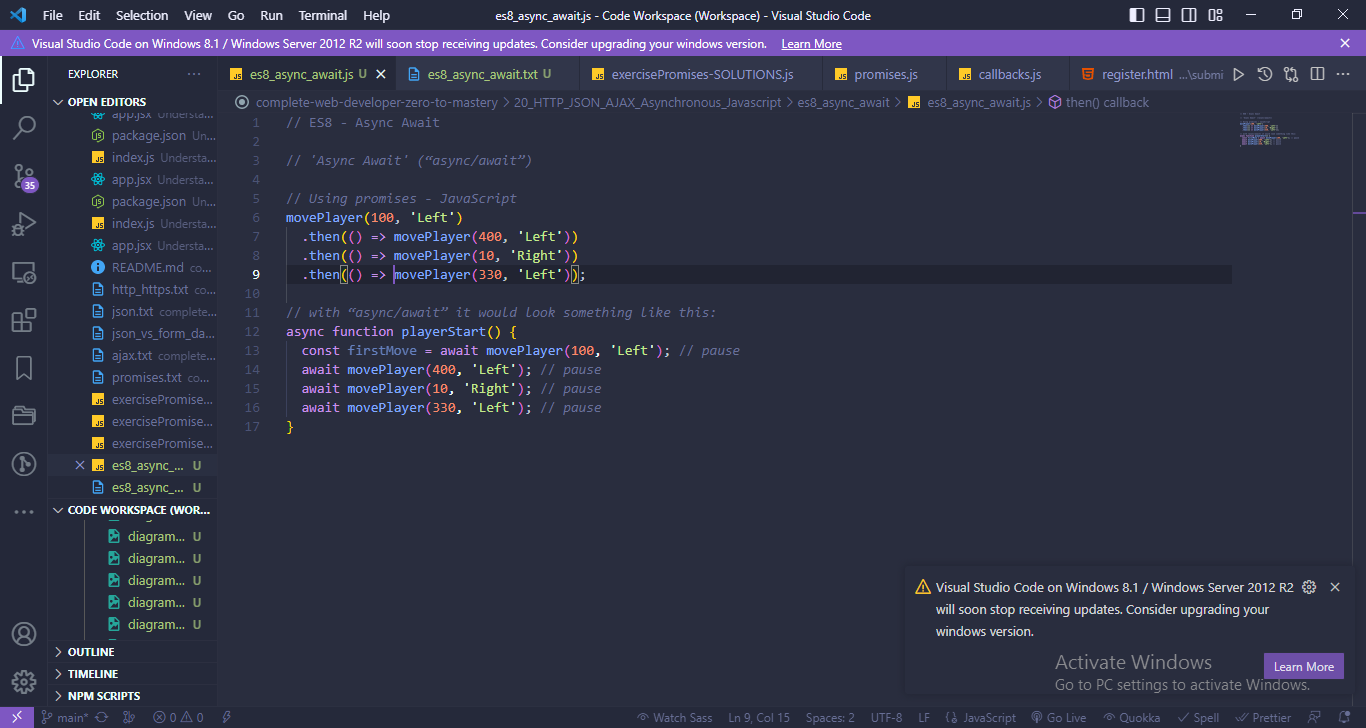 File Edit Selection View Go Run Terminal Help es8_async_await.js - Code Workspace (Workspace) - Visual Studio Code
Visual Studio Code on Windows 8.1 / Windows Server 2012 R2 will soon stop receiving updates. Consider upgrading your windows version. Learn More
EXPLORER
es8_async_await.js U
es8_async_await.txt U
exercisePromises-SOLUTIONS.js
promises.js
callbacks.js
register.html ...\submi
complete-web-developer-zero-to-mastery > 20_HTTP_JSON_AJAX_Asynchronous_Javascript > es8_async_await > es8_async_await.js > then() callback
OPEN EDITORS
app.jsx Understa...
package.json Un...
index.js Understa...
app.jsx Understa...
package.json Un...
index.js Understa...
app.jsx Understa...
README.md co...
http_https.txt co...
json.txt complete...
json_vs_form_da...
ajax.txt complete...
promises.txt co...
exercisePromise...
exercisePromise...
exercisePromise...
es8_async_... U
es8_async_... U
CODE WORKSPACE (WOR...
diagram... U
diagram... U
diagram... U
diagram... U
diagram... U
OUTLINE
TIMELINE
NPM SCRIPTS
35
1 // ES8 - Async Await
2
3 // 'Async Await' (“async/await”)
4
5 // Using promises - JavaScript
6 movePlayer(100, 'Left')
7 .then(() => movePlayer(400, 'Left'))
8 .then(() => movePlayer(10, 'Right'))
9 .then(() => movePlayer(330, 'Left'));
10
11 // with “async/await” it would look something like this:
12 async function playerStart() {
13 const firstMove = await movePlayer(100, 'Left'); // pause
14 await movePlayer(400, 'Left'); // pause
15 await movePlayer(10, 'Right'); // pause
16 await movePlayer(330, 'Left'); // pause
17 }
Visual Studio Code on Windows 8.1 / Windows Server 2012 R2
will soon stop receiving updates. Consider upgrading your
windows version.
Learn More
Activate Windows
Go to PC settings to activate Windows.
main* 0 0 Watch Sass Ln 9, Col 15 Spaces: 2 UTF-8 LF {} JavaScript Go Live Quokka Spell Prettier